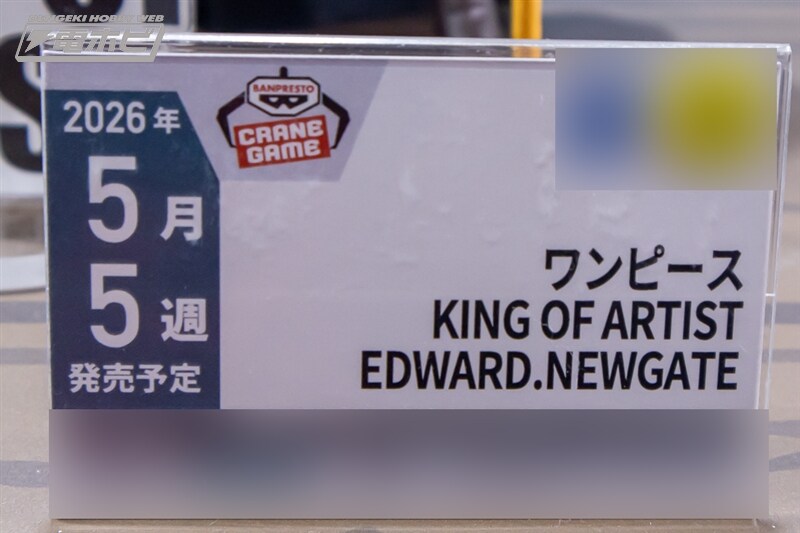 DENGEKI HOBBY WEB
電ホビ
2026年
5月
5週
発売予定
BANPRESTO
CRANE
GAME
ワンピース
KING OF ARTIST
EDWARD.NEWGATE